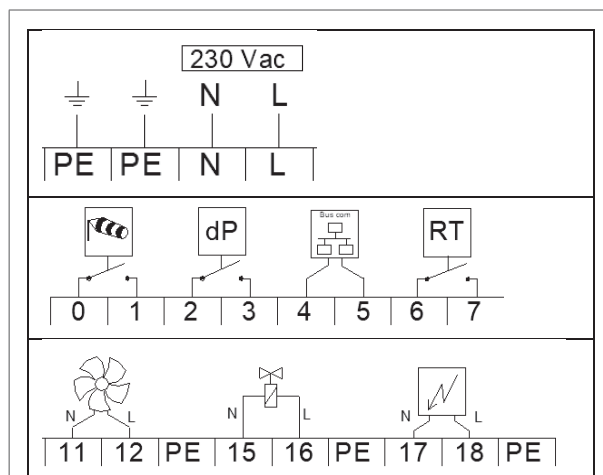 230 Vac
N L
PE PE N L
Bus com
dP RT
0 1 2 3 4 5 6 7
N L N L N L
11 12 PE 15 16 PE 17 18 PE